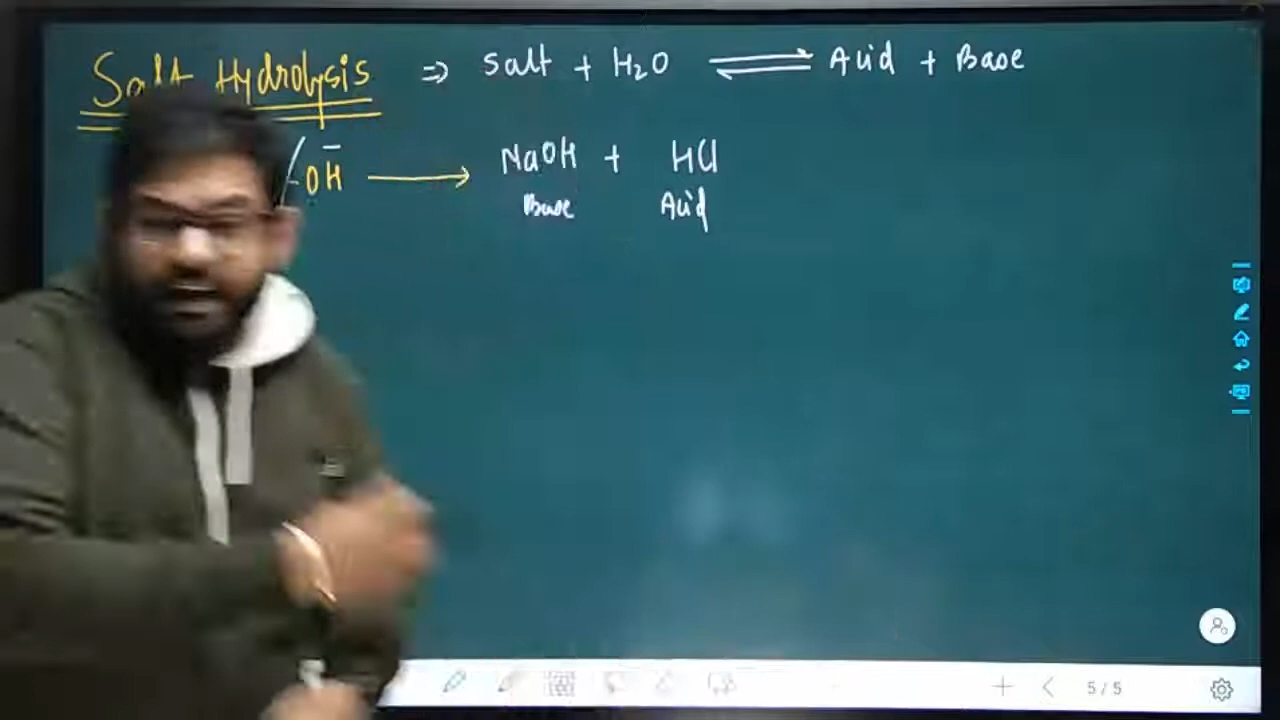 Salt Hydrolysis ⇒ Salt + H₂O ⇌ Acid + Base
OH⁻ ⟶ NaOH + HCl
Base Acid
5 / 5